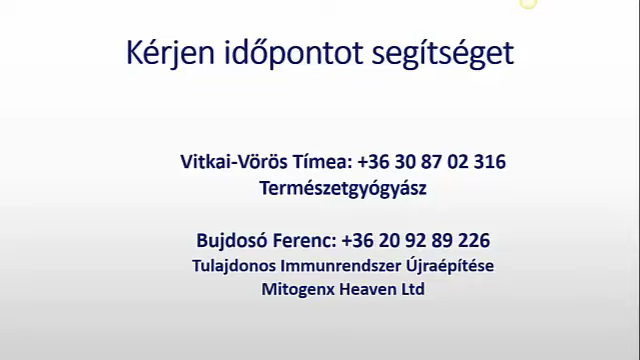 Kérjen időpontot segítséget
Vitkai-Vörös Tímea: +36 30 87 02 316
Természetgyógyász
Bujdosó Ferenc: +36 20 92 89 226
Tulajdonos Immunrendszer Újraépítése
Mitogenx Heaven Ltd